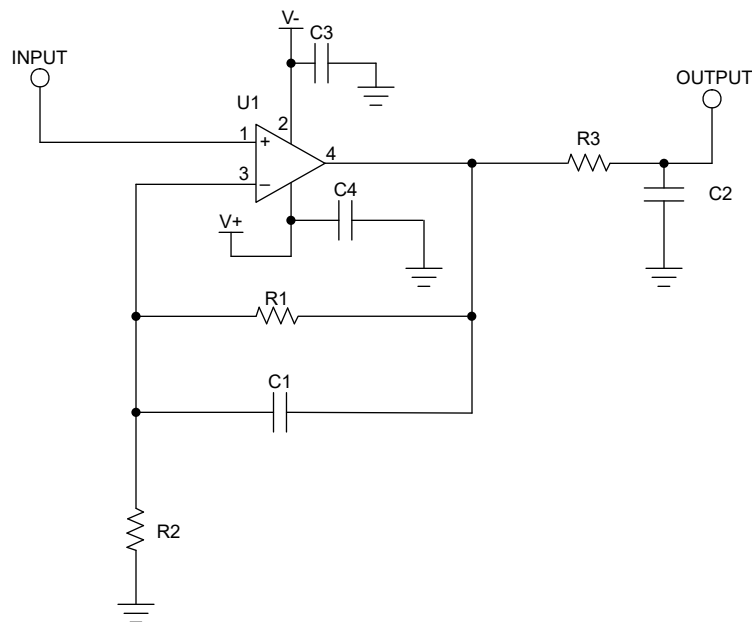 V-
C3
INPUT
OUTPUT
U1
2
R3
1
+
4
3
–
C4
C2
V+
R1
C1
R2